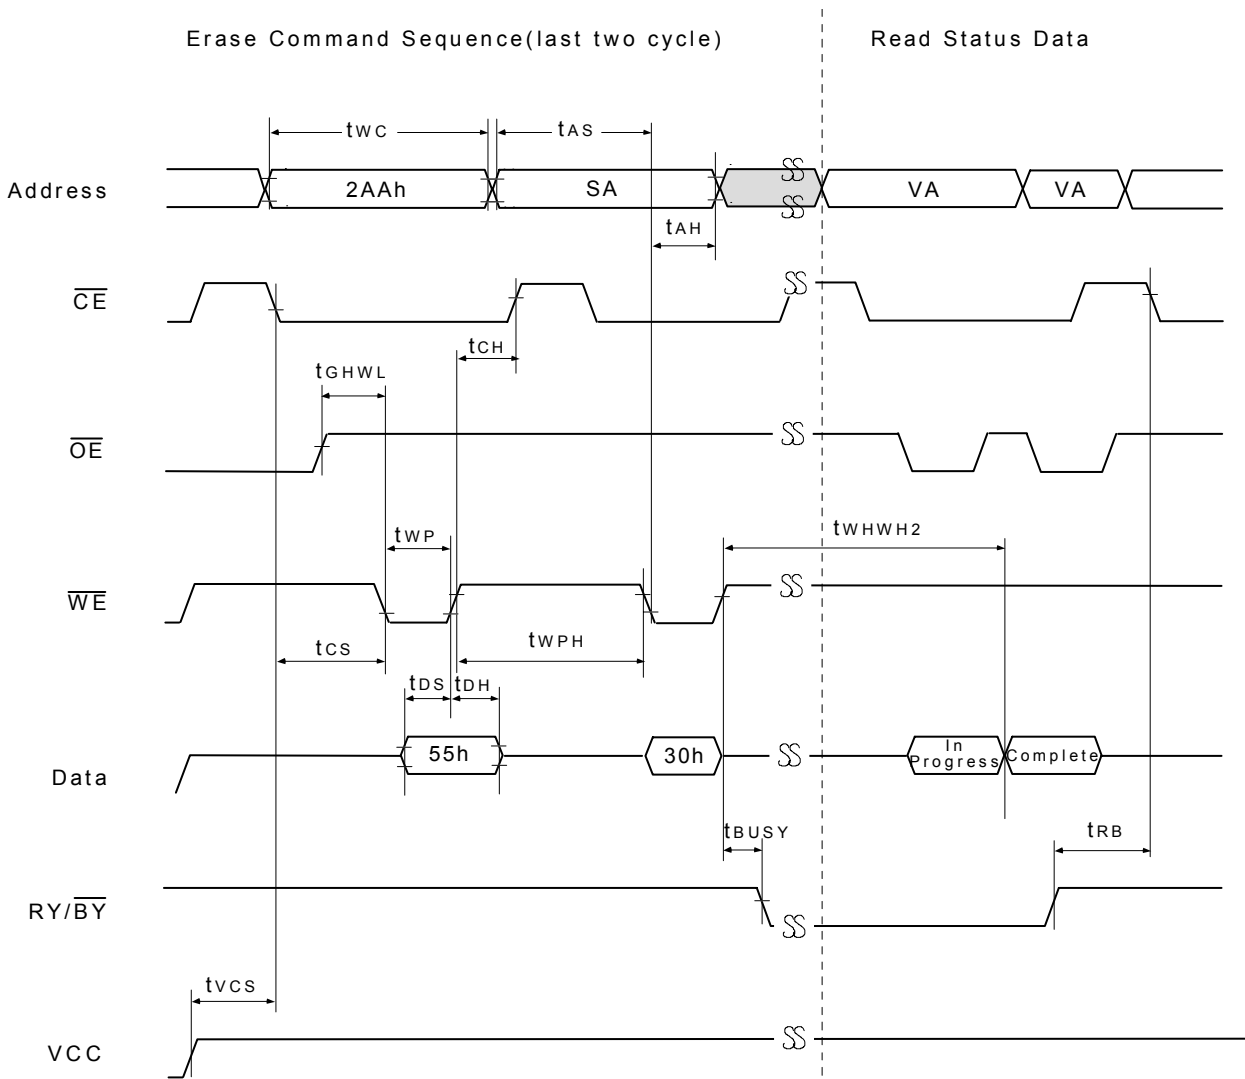 Erase Command Sequence(last two cycle) Read Status Data
tWC tAS
Address 2AAh SA VA VA
tAH
CE
tCH
tGHWL
OE
tWP tWHWH2
WE
tCS tWPH
tDS tDH
Data 55h 30h In Progress Complete
tBUSY tRB
RY/BY
tVCS
VCC